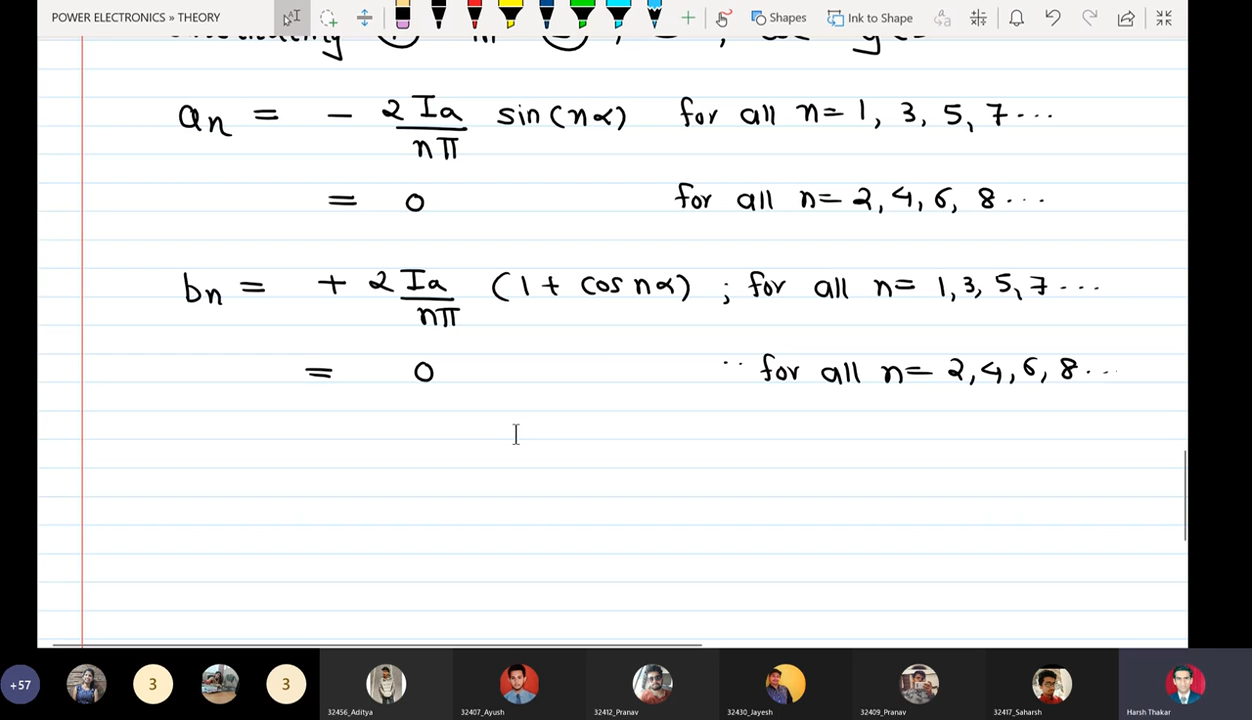 POWER ELECTRONICS » THEORY
Shapes
Ink to Shape
an = - 2Ia/nπ sin(nα) for all n= 1, 3, 5, 7...
= 0 for all n= 2, 4, 6, 8...
bn = + 2Ia/nπ (1 + cos nα) ; for all n= 1, 3, 5, 7...
= 0 for all n= 2, 4, 6, 8...
+57
3
3
32456_Aditya
32407_Ayush
32412_Pranav
32430_Jayesh
32409_Pranav
32417_Saharsh
Harsh Thakar